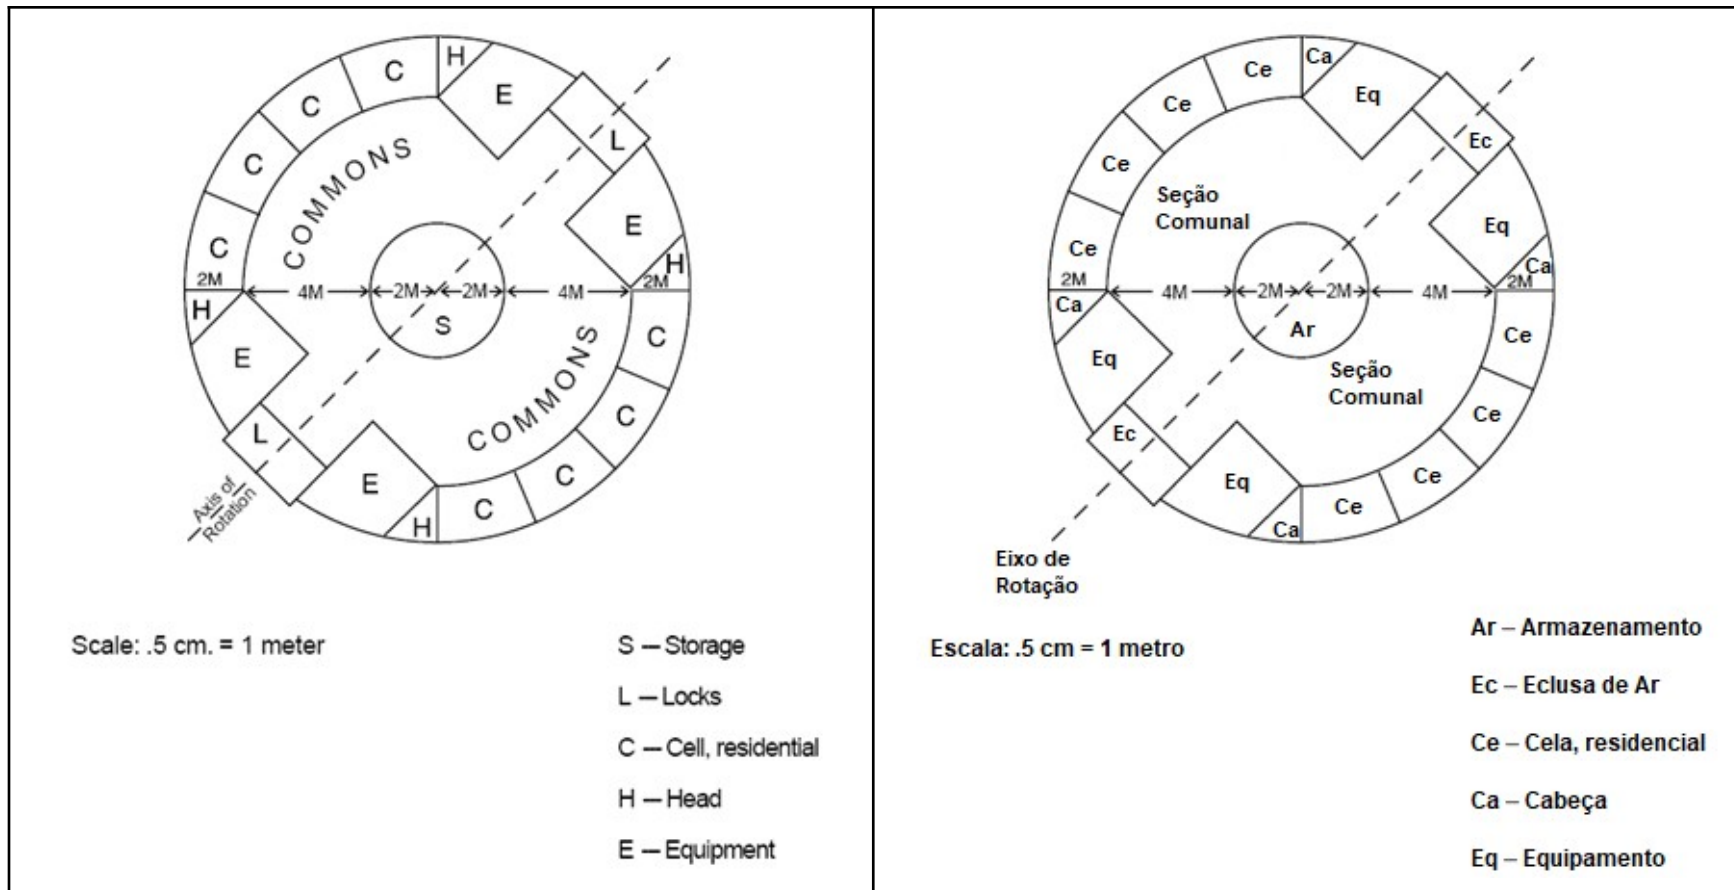 H
C
E
C
L
C
E
C
H
COMMONS
2M
4M
2M
2M
4M
2M
H
S
C
E
COMMONS
C
L
E
C
C
H
Axis of
Rotation
Scale: .5 cm. = 1 meter
S --- Storage
L --- Locks
C --- Cell, residential
H --- Head
E --- Equipment
Ca
Ce
Eq
Ce
Ec
Ce
Seção
Comunal
Eq
Ce
Ca
2M
4M
2M
2M
4M
2M
Ca
Ar
Ce
Eq
Seção
Comunal
Ce
Ec
Eq
Ce
Ce
Ca
Eixo de
Rotação
Escala: .5 cm = 1 metro
Ar – Armazenamento
Ec – Eclusa de Ar
Ce – Cela, residencial
Ca – Cabeça
Eq – Equipamento